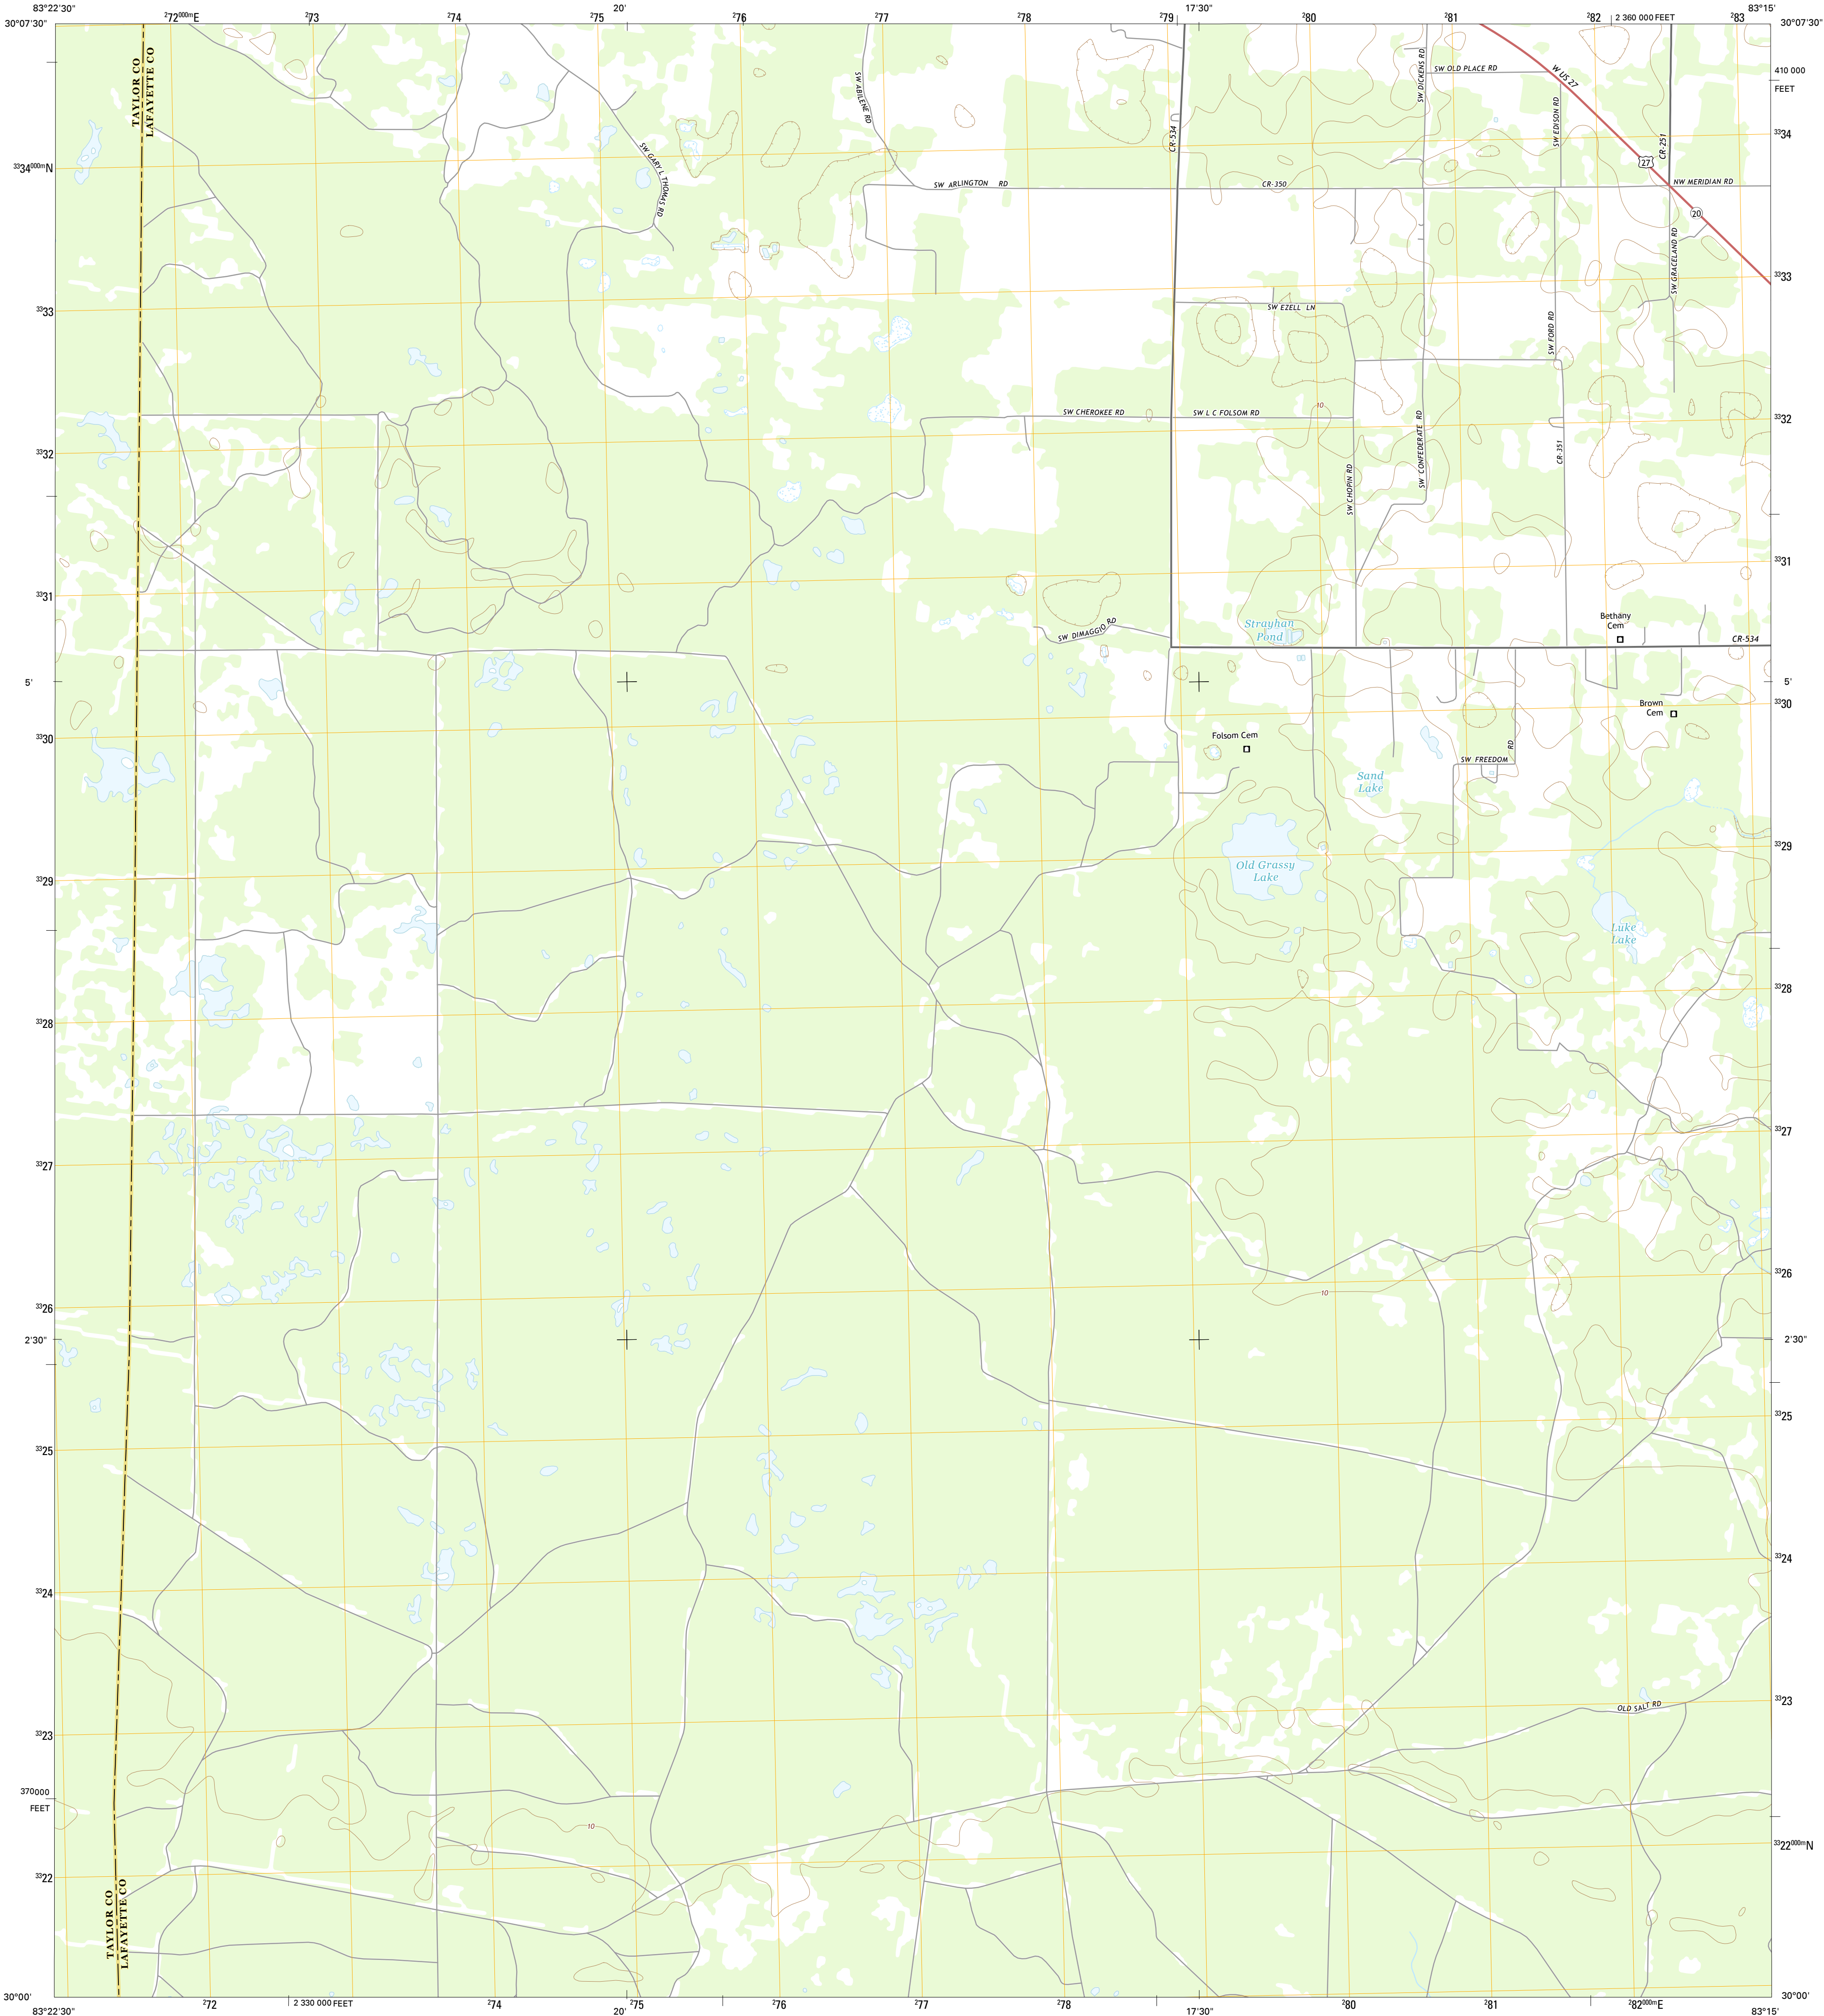 83°22'30"
²72⁰⁰⁰ᵐE
²73
²74
²75
20'
²76
²77
²78
²79
17'30"
²80
²81
²82
2 360 000 FEET
²83
83°15'
30°07'30"
30°07'30"
TAYLOR CO
LAFAYETTE CO
SW ABILENE RD
SW DICKENS RD
SW OLD PLACE RD
W US 27
410 000
FEET
SW EDISON RD
CR-534
CR-251
³³34
³³34⁰⁰⁰ᵐN
SW GARY L THOMAS RD
27
SW ARLINGTON RD
CR-350
NW MERIDIAN RD
20
SW GRACELAND RD
³³33
³³33
SW EZELL LN
SW FORD RD
10
SW CHEROKEE RD
SW L C FOLSOM RD
³³32
³³32
SW CONFEDERATE RD
CR-351
SW CHOPIN RD
³³31
³³31
Strayhan
Pond
SW DIMAGGIO RD
Bethany
Cem
CR-534
5'
5'
³³30
³³30
Brown
Cem
Folsom Cem
SW FREEDOM RD
Sand
Lake
³³29
³³29
Old Grassy
Lake
Luke
Lake
³³28
³³28
³³27
³³27
³³26
³³26
10
2'30"
2'30"
³³25
³³25
³³24
³³24
³³23
³³23
OLD SALT RD
370000
FEET
10
³³22
³³22⁰⁰⁰ᵐN
TAYLOR CO
LAFAYETTE CO
30°00'
30°00'
83°22'30"
²72
2 330 000 FEET
²74
20'
²75
²76
²77
²78
17'30"
²80
²81
²82⁰⁰⁰ᵐE
83°15'